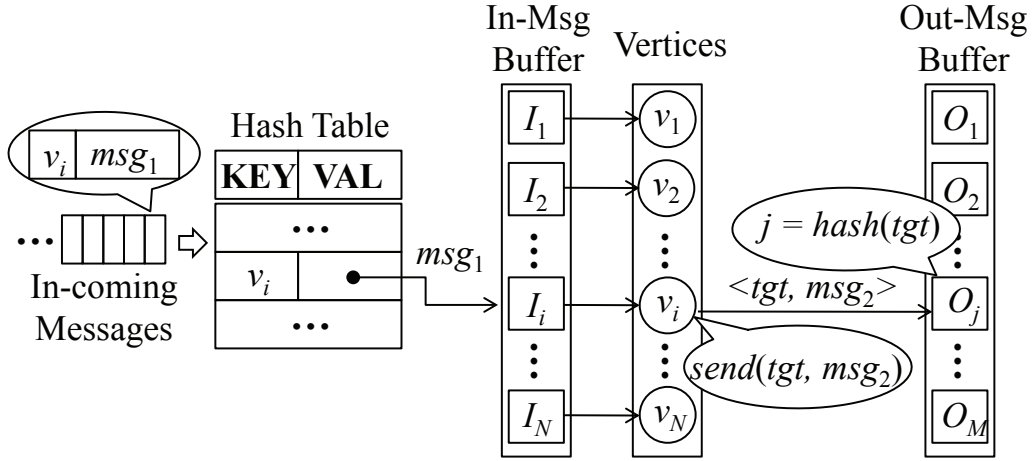 In-Msg
Buffer
Vertices
Out-Msg
Buffer
Hash Table
KEY VAL
v_i msg_1
...
In-coming
Messages
...
v_i
...
msg_1
I_1
I_2
I_i
I_N
v_1
v_2
v_i
v_N
j = hash(tgt)
<tgt, msg_2>
send(tgt, msg_2)
O_1
O_2
O_j
O_M